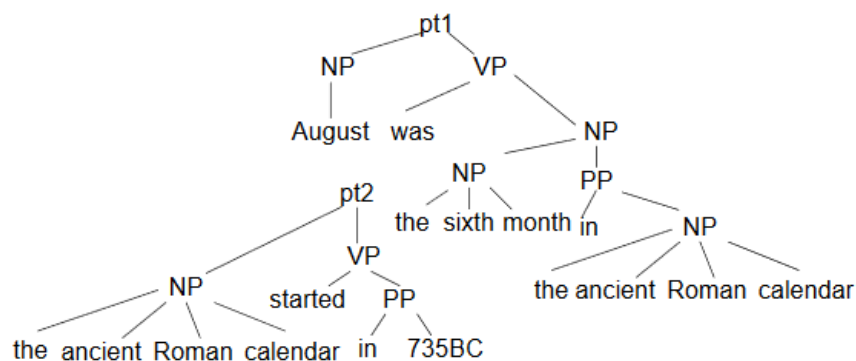 pt1
NP VP
August was NP
NP PP
the sixth month in NP
the ancient Roman calendar
pt2
NP VP
started PP
the ancient Roman calendar in 735BC